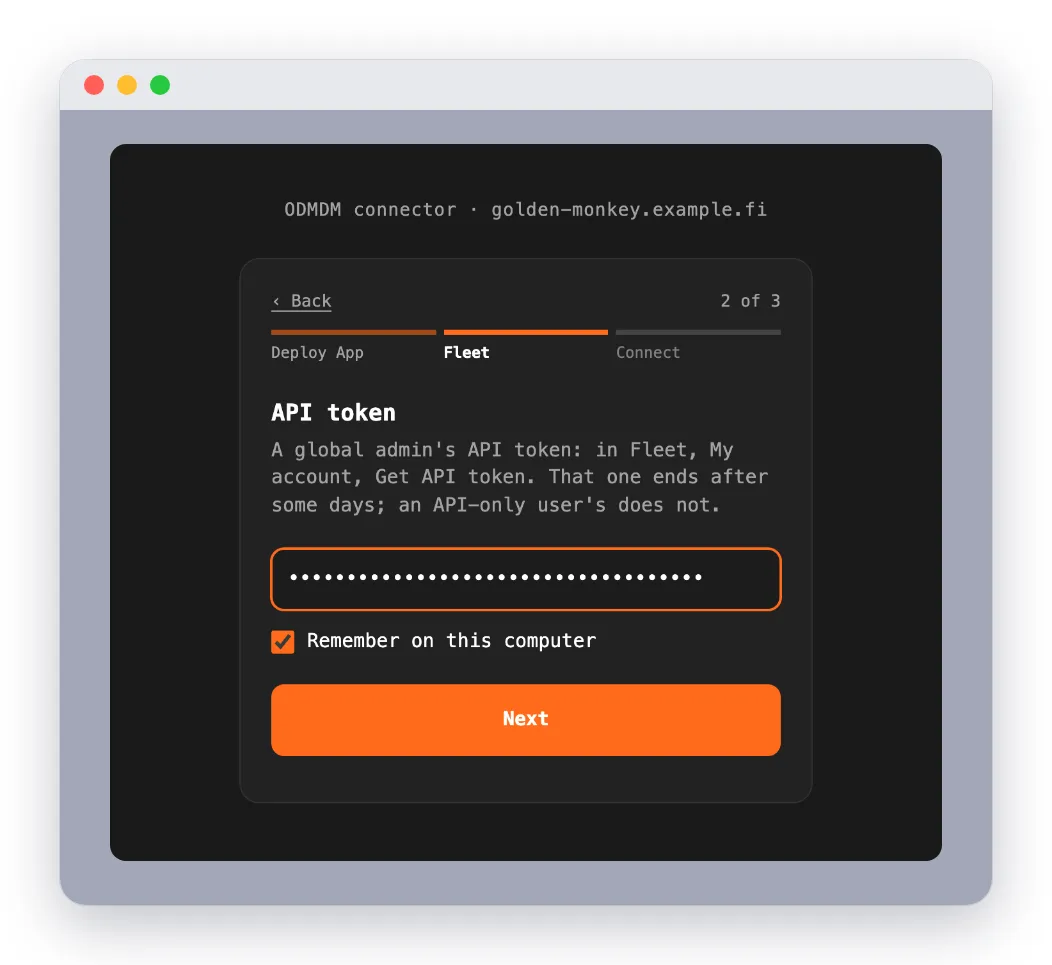 ODMDM connector · golden-monkey.example.fi
‹ Back
2 of 3
Deploy App
Fleet
Connect
API token
A global admin's API token: in Fleet, My
account, Get API token. That one ends after
some days; an API-only user's does not.
••••••••••••••••••••••••••••••••••••
Remember on this computer
Next